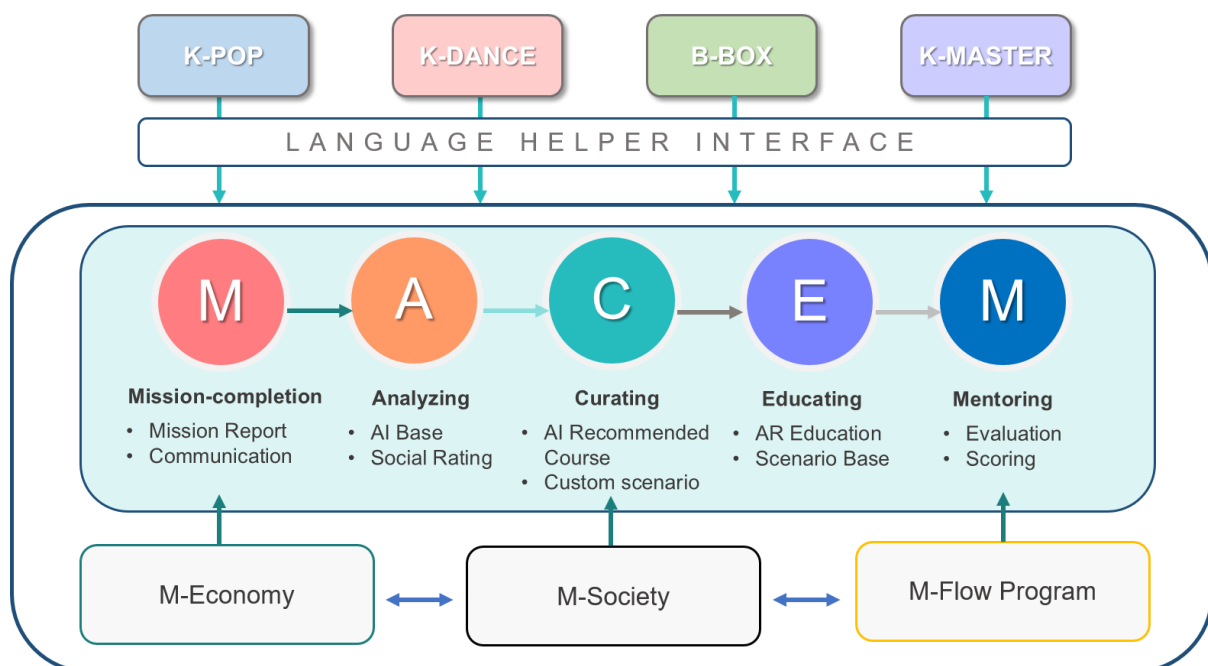 K-POP
K-DANCE
B-BOX
K-MASTER
LANGUAGE HELPER INTERFACE
M
A
C
E
M
Mission-completion
• Mission Report
• Communication
Analyzing
• AI Base
• Social Rating
Curating
• AI Recommended
Course
• Custom scenario
Educating
• AR Education
• Scenario Base
Mentoring
• Evaluation
• Scoring
M-Economy
M-Society
M-Flow Program